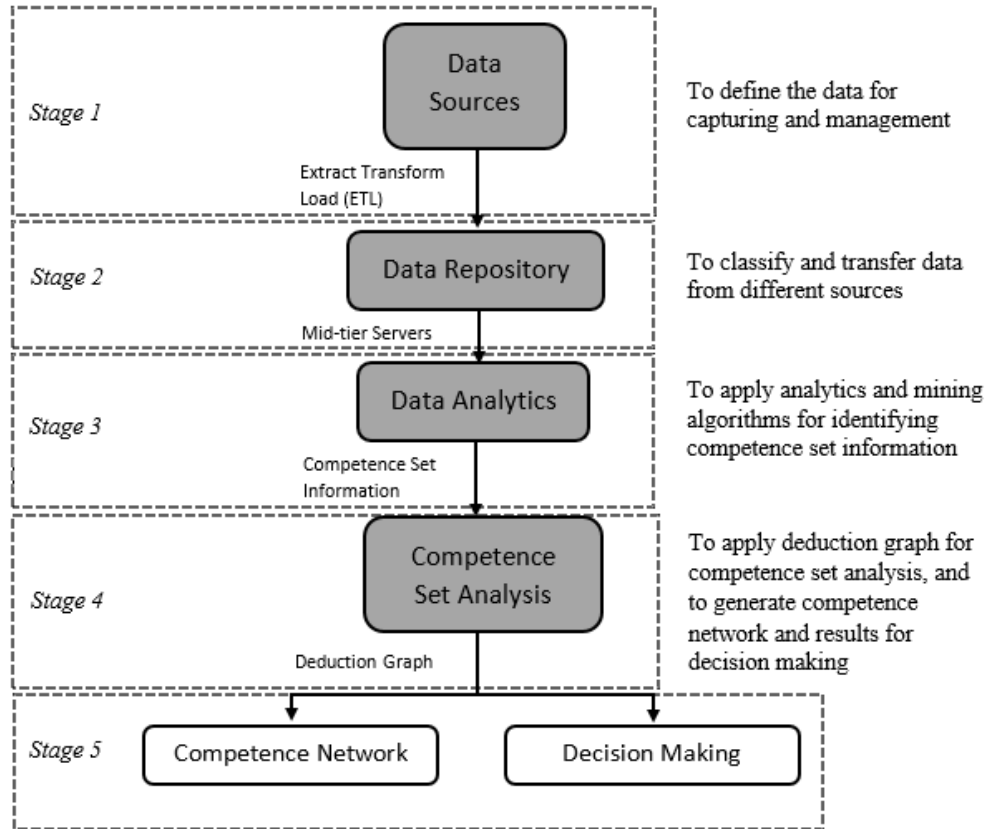 Data
Sources
Stage 1
To define the data for
capturing and management
Extract Transform
Load (ETL)
Data Repository
Stage 2
To classify and transfer data
from different sources
Mid-tier Servers
Data Analytics
Stage 3
To apply analytics and mining
algorithms for identifying
competence set information
Competence Set
Information
Competence
Set Analysis
Stage 4
To apply deduction graph for
competence set analysis, and
to generate competence
network and results for
decision making
Deduction Graph
Stage 5
Competence Network
Decision Making